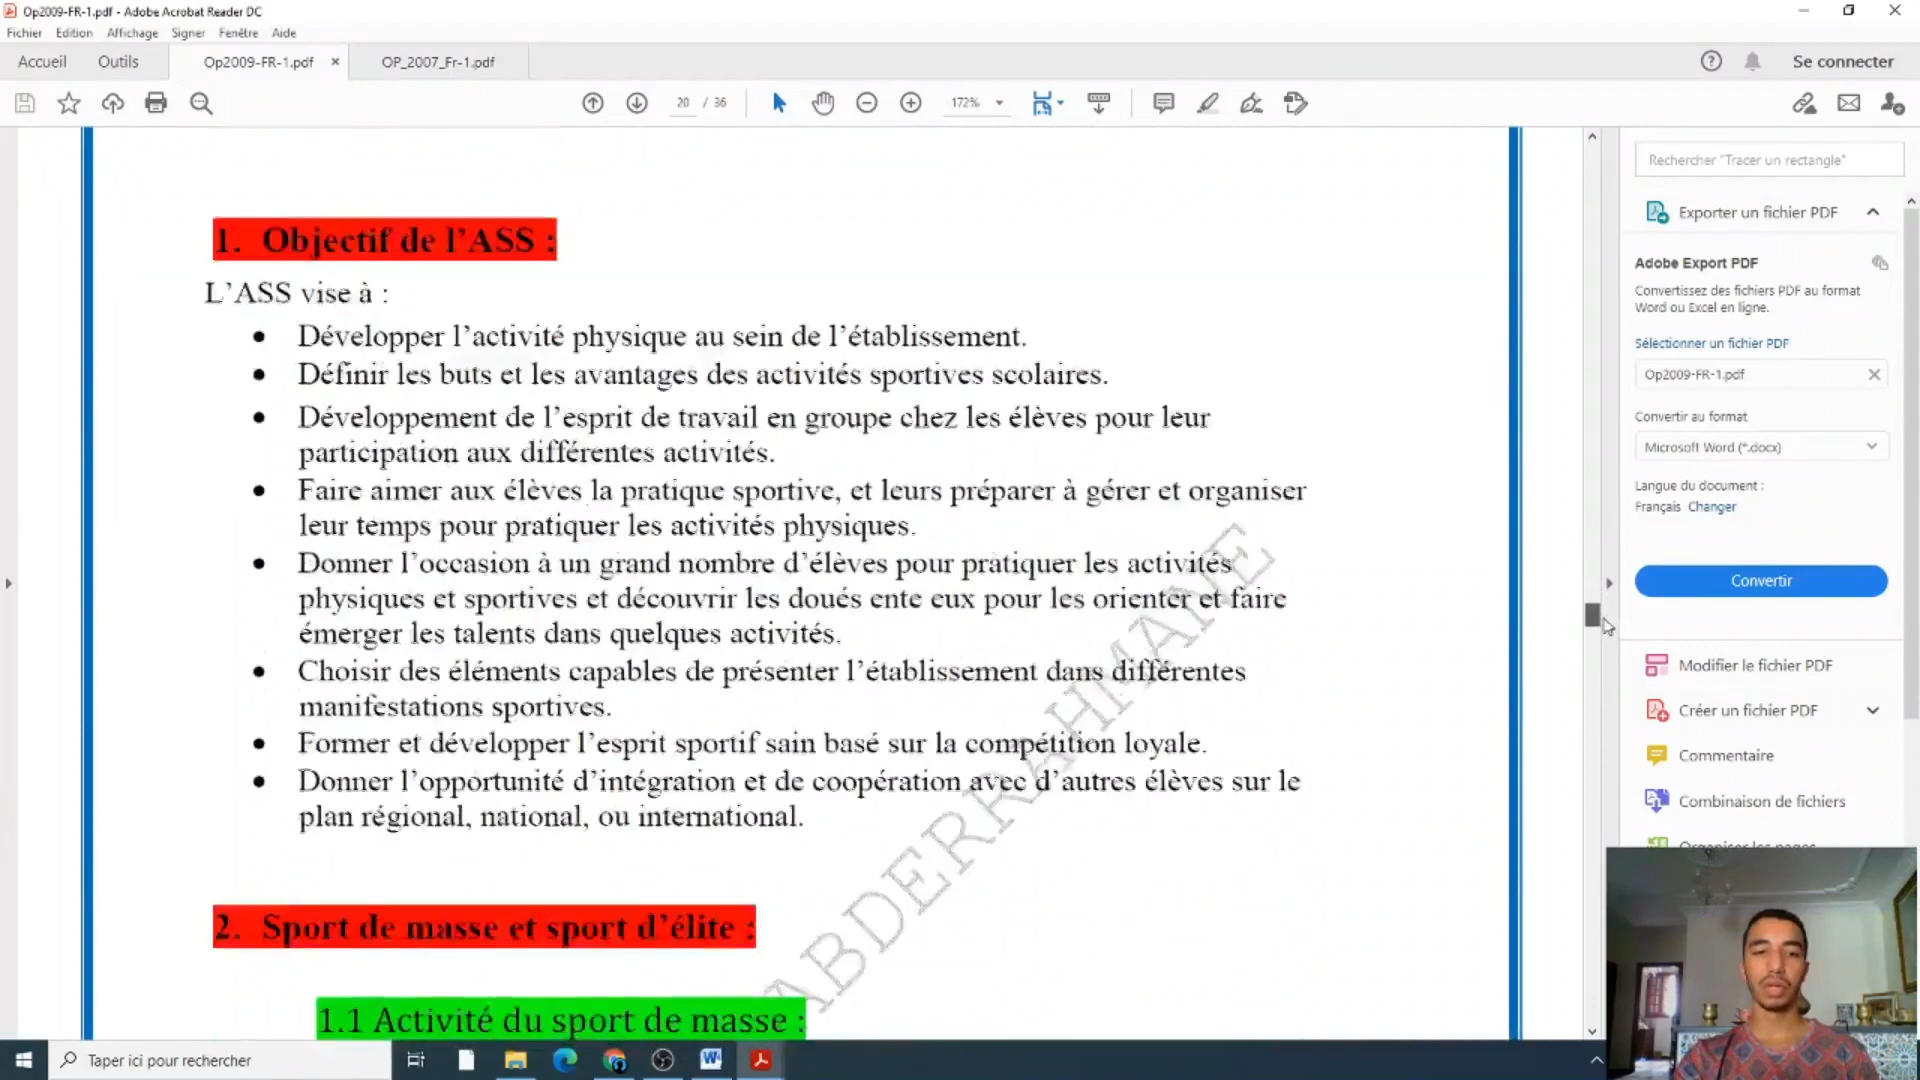 Op2009-FR-1.pdf - Adobe Acrobat Reader DC
Fichier Edition Affichage Signer Fenêtre Aide
Accueil Outils Op2009-FR-1.pdf × OP_2007_Fr-1.pdf Se connecter
20 / 36 172%
Rechercher "Tracer un rectangle"
Exporter un fichier PDF
Adobe Export PDF
Convertissez des fichiers PDF au format
Word ou Excel en ligne.
Sélectionner un fichier PDF
Op2009-FR-1.pdf
Convertir au format
Microsoft Word (*.docx)
Langue du document :
Français Changer
Convertir
Modifier le fichier PDF
Créer un fichier PDF
Commentaire
Combinaison de fichiers
Organiser les pages
1. Objectif de l’ASS :
L’ASS vise à :
• Développer l’activité physique au sein de l’établissement.
• Définir les buts et les avantages des activités sportives scolaires.
• Développement de l’esprit de travail en groupe chez les élèves pour leur
participation aux différentes activités.
• Faire aimer aux élèves la pratique sportive, et leurs préparer à gérer et organiser
leur temps pour pratiquer les activités physiques.
• Donner l’occasion à un grand nombre d’élèves pour pratiquer les activités
physiques et sportives et découvrir les doués ente eux pour les orienter et faire
émerger les talents dans quelques activités.
• Choisir des éléments capables de présenter l’établissement dans différentes
manifestations sportives.
• Former et développer l’esprit sportif sain basé sur la compétition loyale.
• Donner l’opportunité d’intégration et de coopération avec d’autres élèves sur le
plan régional, national, ou international.
2. Sport de masse et sport d’élite :
1.1 Activité du sport de masse :
ABDERRAHMANE
Taper ici pour rechercher